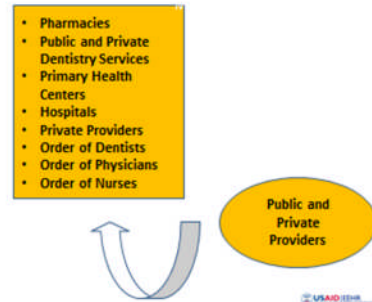 • Pharmacies
• Public and Private
Dentistry Services
• Primary Health
Centers
• Hospitals
• Private Providers
• Order of Dentists
• Order of Physicians
• Order of Nurses
Public and
Private
Providers
USAID